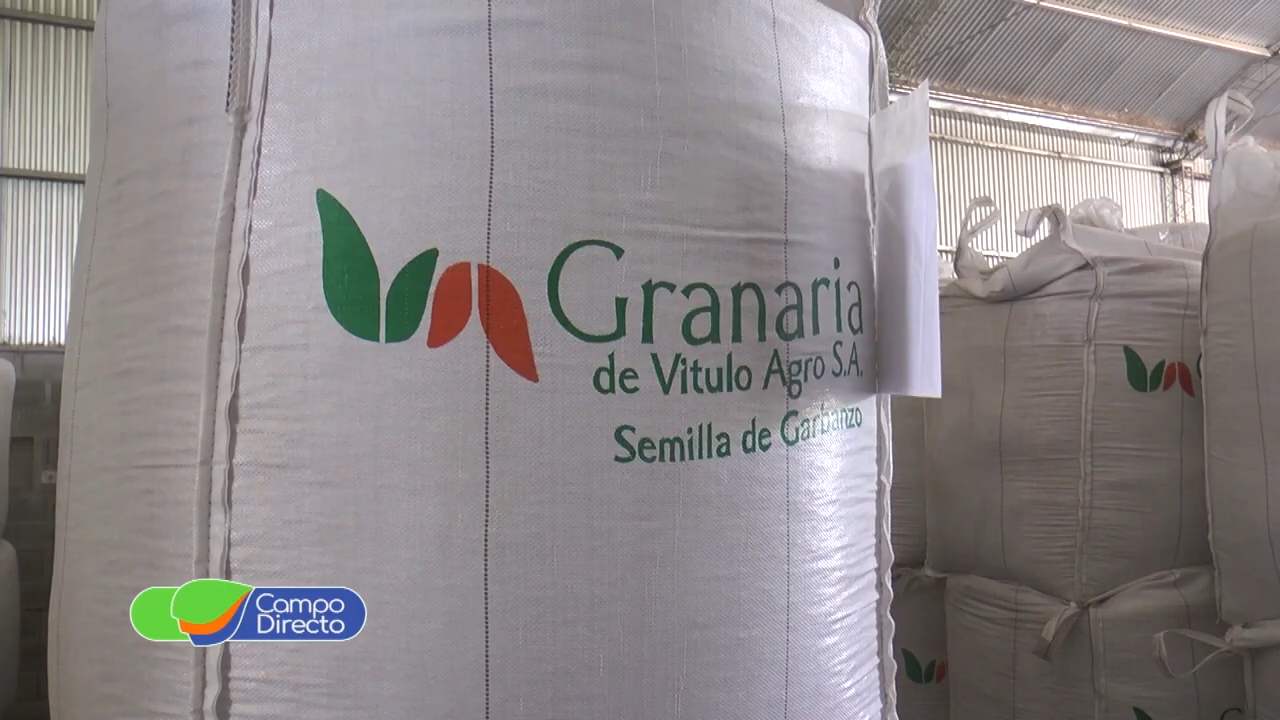 Granaria
de Vitulo Agro S.A.
Semilla de Garbanzo
Campo
Directo